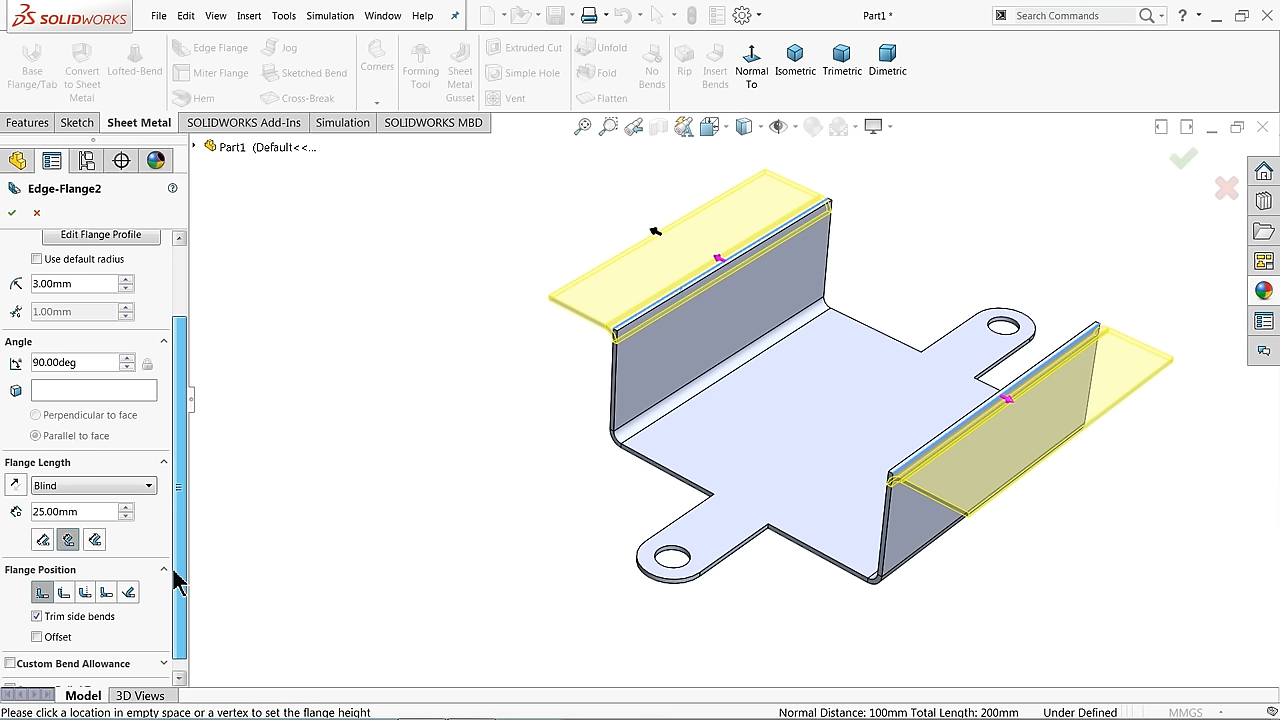 SOLIDWORKS
File Edit View Insert Tools Simulation Window Help
Part1 *
Search Commands
?
Base Flange/Tab
Convert to Sheet Metal
Lofted-Bend
Edge Flange
Miter Flange
Hem
Jog
Sketched Bend
Cross-Break
Corners
Forming Tool
Sheet Metal Gusset
Extruded Cut
Simple Hole
Vent
Unfold
Fold
Flatten
No Bends
Rip
Insert Bends
Normal To
Isometric
Trimetric
Dimetric
Features Sketch Sheet Metal SOLIDWORKS Add-Ins Simulation SOLIDWORKS MBD
Part1 (Default<<...
Edge-Flange2
Edit Flange Profile
Use default radius
3.00mm
1.00mm
Angle
90.00deg
Perpendicular to face
Parallel to face
Flange Length
Blind
25.00mm
Flange Position
Trim side bends
Offset
Custom Bend Allowance
Model 3D Views
Please click a location in empty space or a vertex to set the flange height
Normal Distance: 100mm Total Length: 200mm Under Defined MMGS